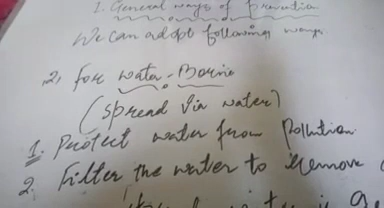 1. General ways of Prevention
We can adopt following ways
2, For water-Borne
(spread via water)
1. Protect water from Pollution
2. Filter the water to remove